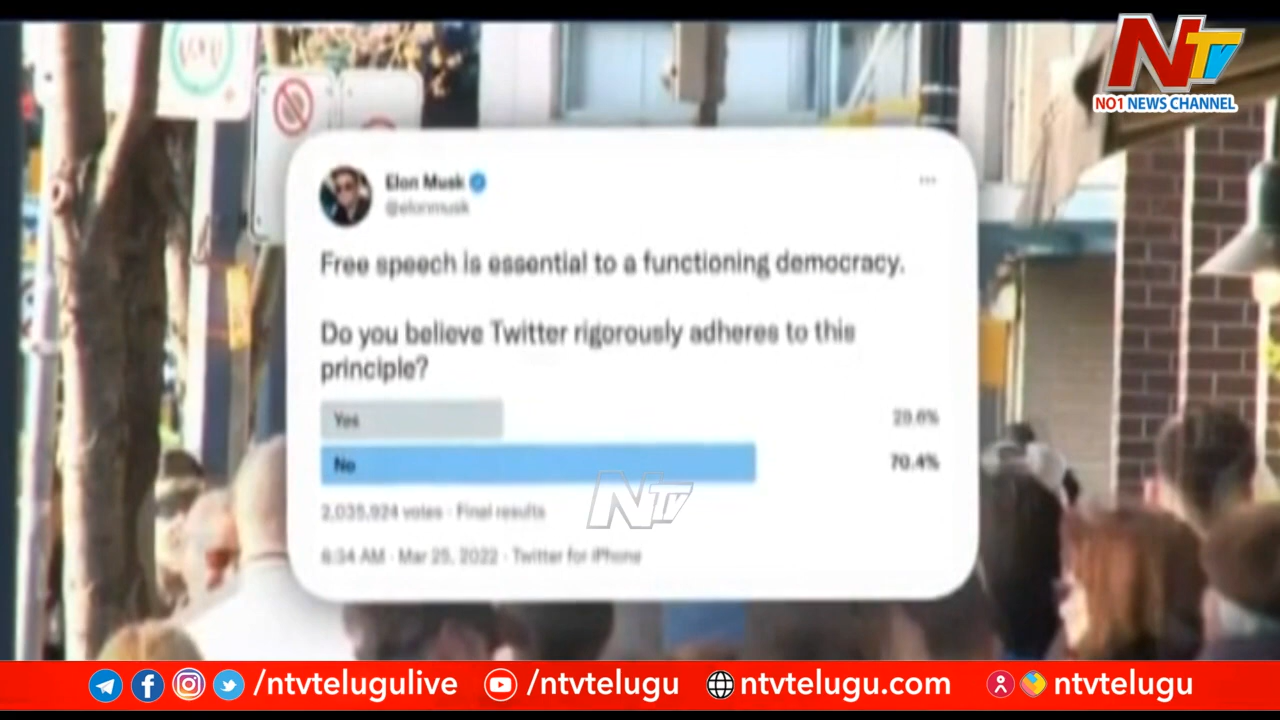 NTV
NO1 NEWS CHANNEL
Elon Musk
@elonmusk
Free speech is essential to a functioning democracy.
Do you believe Twitter rigorously adheres to this
principle?
Yes 29.6%
No 70.4%
2,035,924 votes · Final results
NTV
6:34 AM · Mar 25, 2022 · Twitter for iPhone
/ntvtelugulive /ntvtelugu ntvtelugu.com ntvtelugu